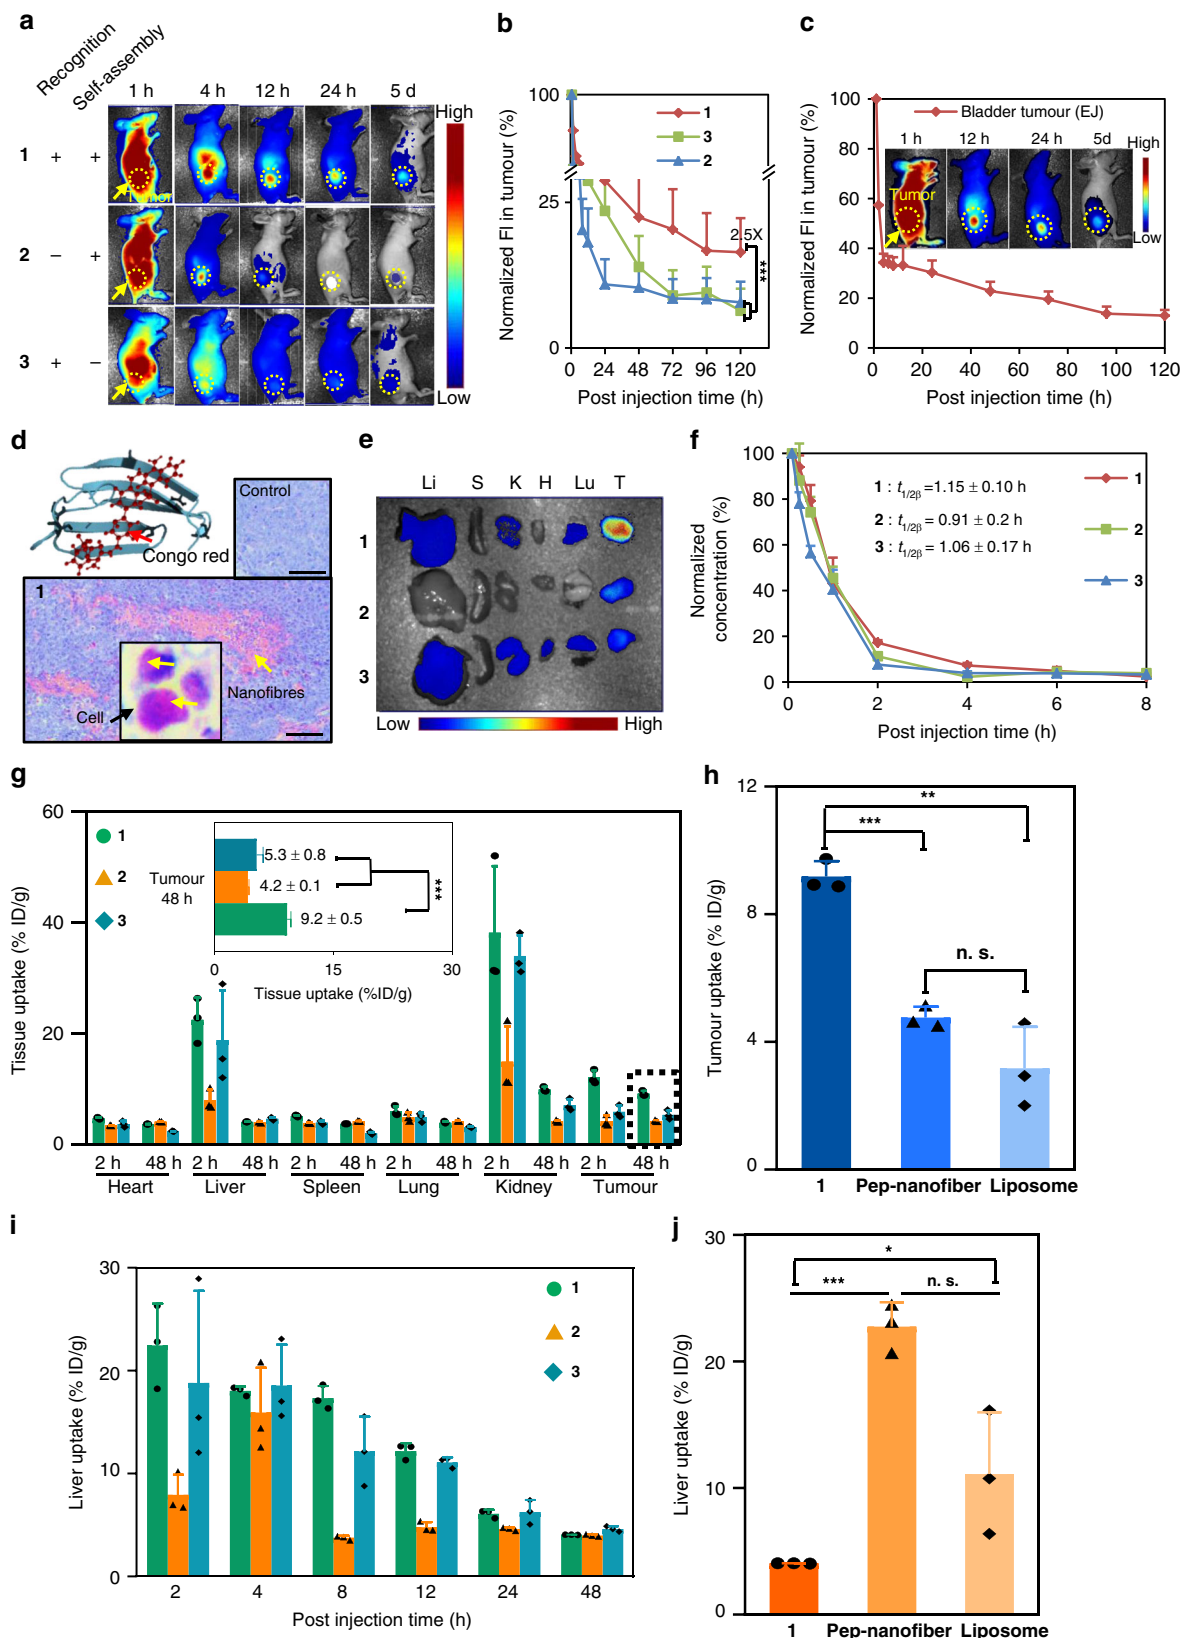 a
Recognition
Self-assembly
1 h 4 h 12 h 24 h 5 d
High
1 + +
Tumor
2 − +
3 + −
Low
b
Normalized FI in tumour (%)
100
25
0
1
3
2
2.5X
***
0 24 48 72 96 120
Post injection time (h)
c
Normalized FI in tumour (%)
100
80
60
40
20
0
Bladder tumour (EJ)
1 h 12 h 24 h 5d
High
Tumor
Low
0 20 40 60 80 100 120
Post injection time (h)
d
Control
Congo red
1
Nanofibres
Cell
e
Li S K H Lu T
1
2
3
Low High
f
Normalized
concentration (%)
100
80
60
40
20
0
1 : t1/2β =1.15 ± 0.10 h
2 : t1/2β = 0.91 ± 0.2 h
3 : t1/2β = 1.06 ± 0.17 h
1
2
3
0 2 4 6 8
Post injection time (h)
g
Tissue uptake (% ID/g)
60
40
20
0
1
2
3
Tumour
48 h
5.3 ± 0.8
4.2 ± 0.1
9.2 ± 0.5
***
0 15 30
Tissue uptake (%ID/g)
2 h 48 h 2 h 48 h 2 h 48 h 2 h 48 h 2 h 48 h 2 h 48 h
Heart Liver Spleen Lung Kidney Tumour
h
Tumour uptake (% ID/g)
12
8
4
0
**
***
n. s.
1 Pep-nanofiber Liposome
i
Liver uptake (% ID/g)
30
20
10
0
1
2
3
2 4 8 12 24 48
Post injection time (h)
j
Liver uptake (% ID/g)
30
20
10
0
*
*** n. s.
1 Pep-nanofiber Liposome